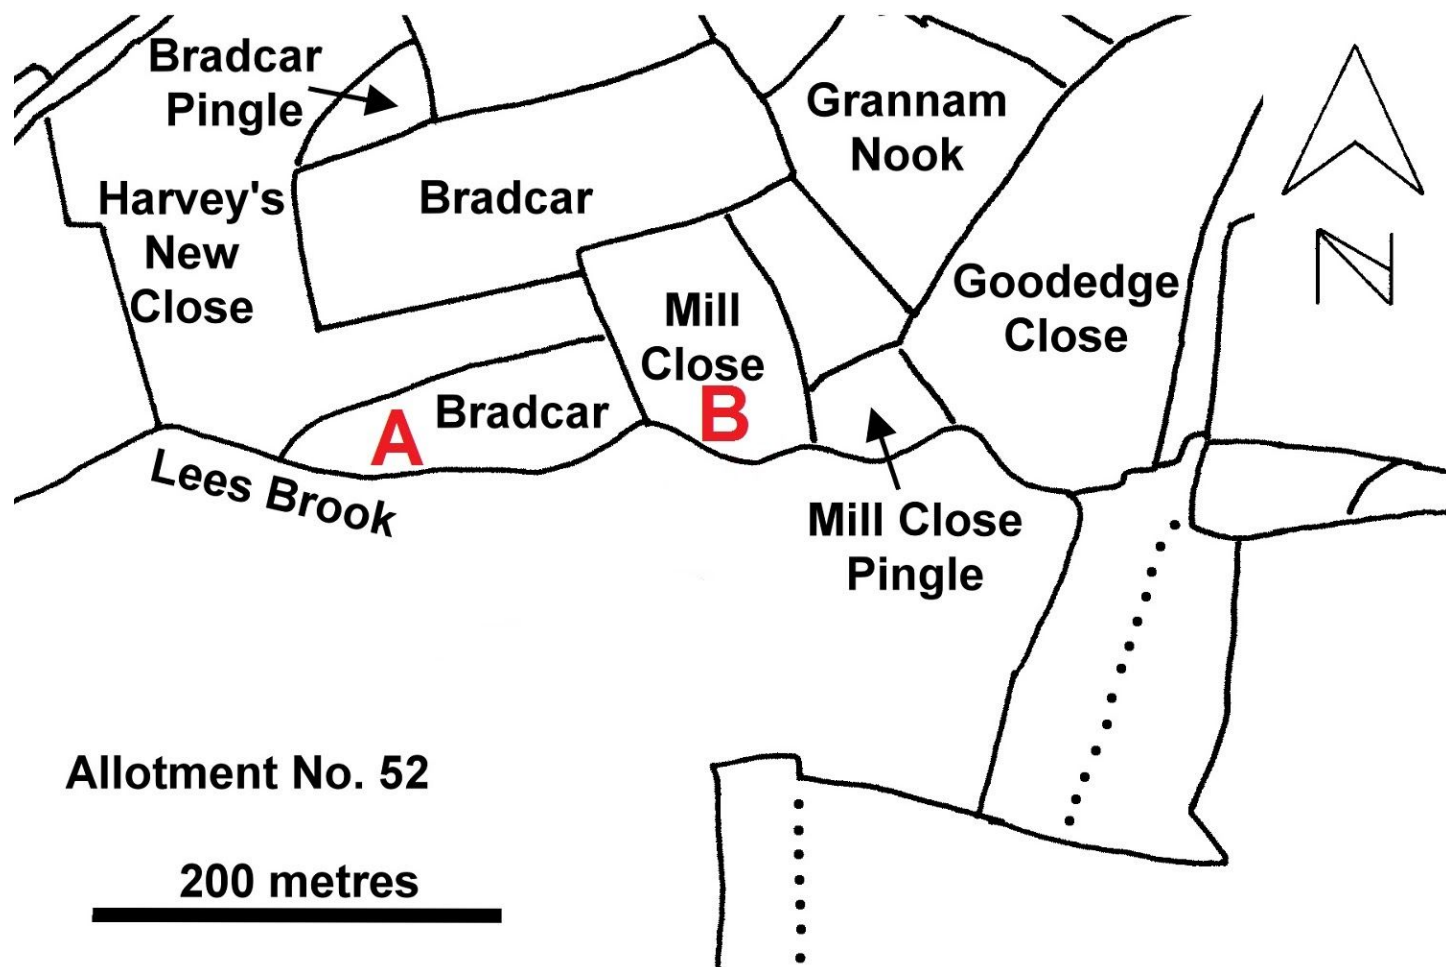 Bradcar
Pingle
Grannam
Nook
Harvey's
New
Close
Bradcar
N
Goodedge
Close
Mill
Close
B
A
Bradcar
Lees Brook
Mill Close
Pingle
Allotment No. 52
200 metres